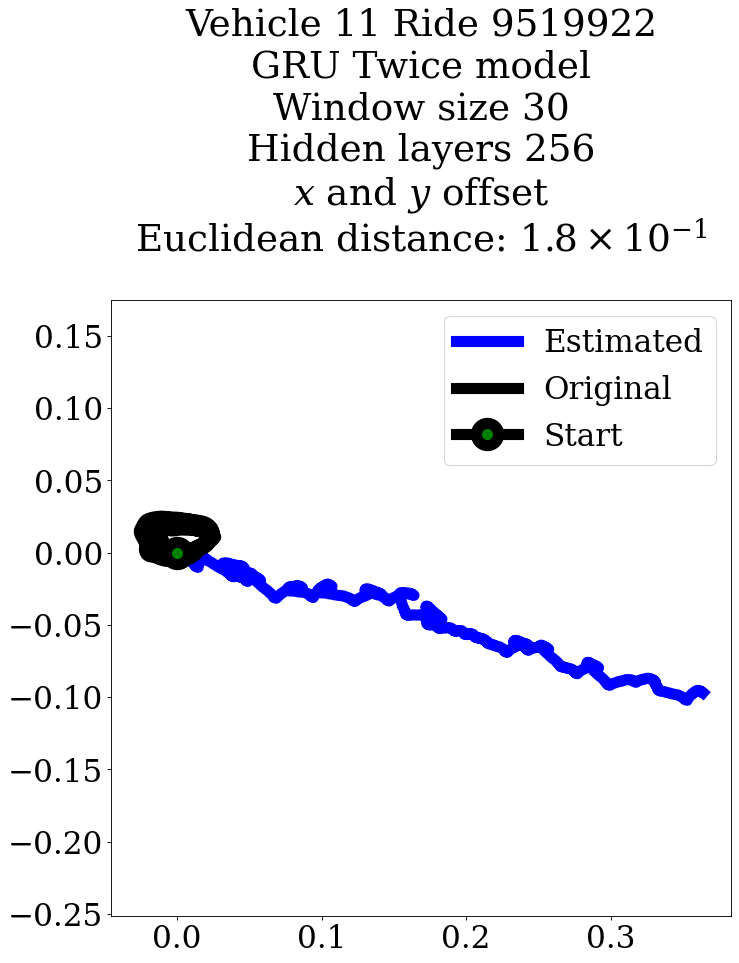 Vehicle 11 Ride 9519922
GRU Twice model
Window size 30
Hidden layers 256
x and y offset
Euclidean distance: 1.8 × 10⁻¹
Estimated
Original
Start
0.15
0.10
0.05
0.00
−0.05
−0.10
−0.15
−0.20
−0.25
0.0 0.1 0.2 0.3